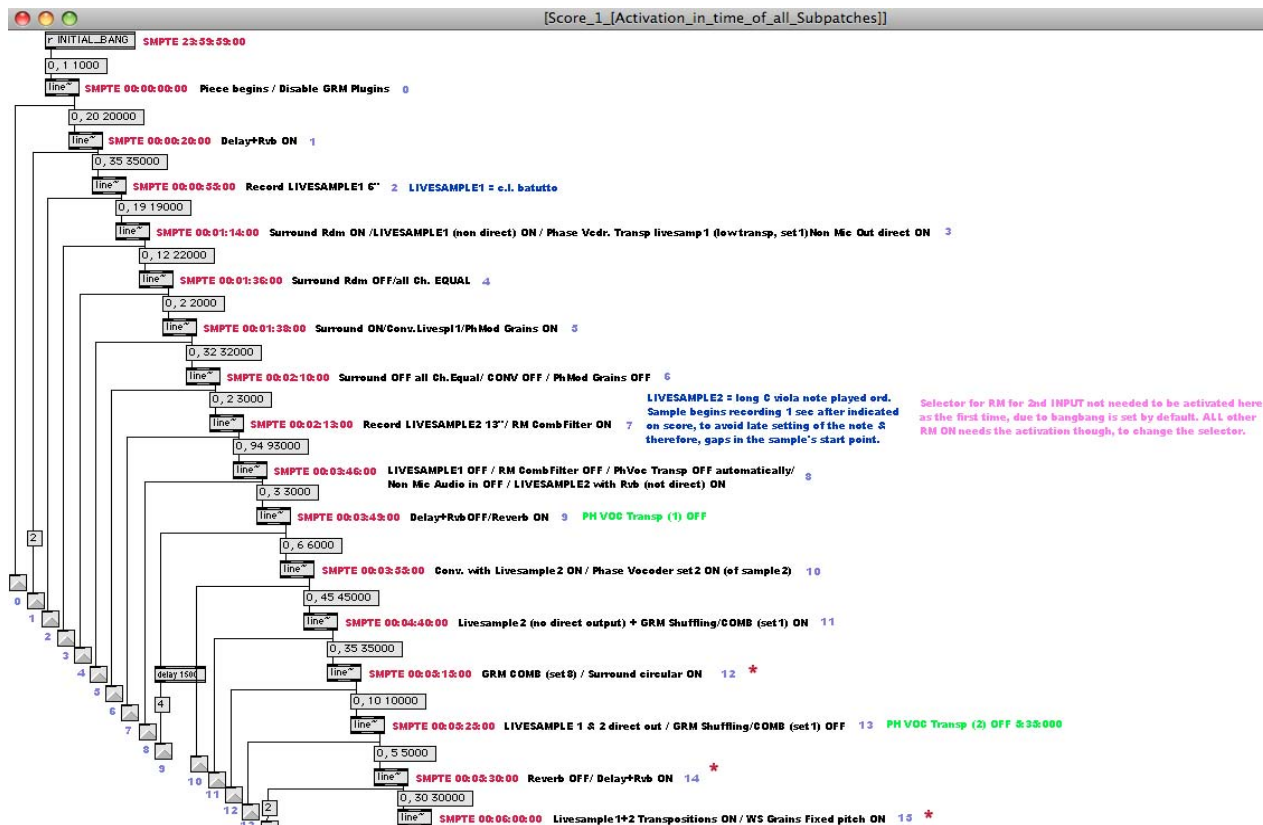 [Score_1_[Activation_in_time_of_all_Subpatches]]
r INITIAL_BANG SMPTE 23:59:59:00
0, 1 1000
line~ SMPTE 00:00:00:00 Piece begins / Disable GRM Plugins 0
0, 20 20000
line~ SMPTE 00:00:20:00 Delay+Rvb ON 1
0, 35 35000
line~ SMPTE 00:00:55:00 Record LIVESAMPLE1 6" 2 LIVESAMPLE1 = c.l. batutto
0, 19 19000
line~ SMPTE 00:01:14:00 Surround Rdm ON /LIVESAMPLE1 (non direct) ON / Phase Vcdr. Transp livesamp1 (low transp, set1)Non Mic Out direct ON 3
0, 12 22000
line~ SMPTE 00:01:36:00 Surround Rdm OFF/all Ch. EQUAL 4
0, 2 2000
line~ SMPTE 00:01:38:00 Surround ON/Conv.Livespl1/PhMod Grains ON 5
0, 32 32000
line~ SMPTE 00:02:10:00 Surround OFF all Ch.Equal/ CONV OFF / PhMod Grains OFF 6
0, 2 3000
LIVESAMPLE2 = long C viola note played ord.
Sample begins recording 1 sec after indicated
on score, to avoid late setting of the note &
therefore, gaps in the sample's start point.
Selector for RM for 2nd INPUT not needed to be activated here
as the first time, due to bangbang is set by default. ALL other
RM ON needs the activation though, to change the selector.
line~ SMPTE 00:02:13:00 Record LIVESAMPLE2 13"/ RM CombFilter ON 7
0, 94 93000
line~ SMPTE 00:03:46:00 LIVESAMPLE1 OFF / RM CombFilter OFF / PhVoc Transp OFF automatically/
Non Mic Audio in OFF / LIVESAMPLE2 with Rvb (not direct) ON 8
0, 3 3000
line~ SMPTE 00:03:49:00 Delay+RvbOFF/Reverb ON 9 PH VOC Transp (1) OFF
2
0, 6 6000
line~ SMPTE 00:03:55:00 Conv. with Livesample2 ON / Phase Vocoder set2 ON (of sample2) 10
0, 45 45000
line~ SMPTE 00:04:40:00 Livesample2 (no direct output) + GRM Shuffling/COMB (set1) ON 11
0, 35 35000
line~ SMPTE 00:05:15:00 GRM COMB (set8) / Surround circular ON 12 *
delay 1500
0, 10 10000
4
line~ SMPTE 00:05:25:00 LIVESAMPLE 1 & 2 direct out / GRM Shuffling/COMB (set1) OFF 13 PH VOC Transp (2) OFF 5:35:000
0, 5 5000
line~ SMPTE 00:05:30:00 Reverb OFF/ Delay+Rvb ON 14 *
0, 30 30000
2
line~ SMPTE 00:06:00:00 Livesample1+2 Transpositions ON / WS Grains Fixed pitch ON 15 *
0
1
2
3
4
5
6
7
8
9
10
11
12